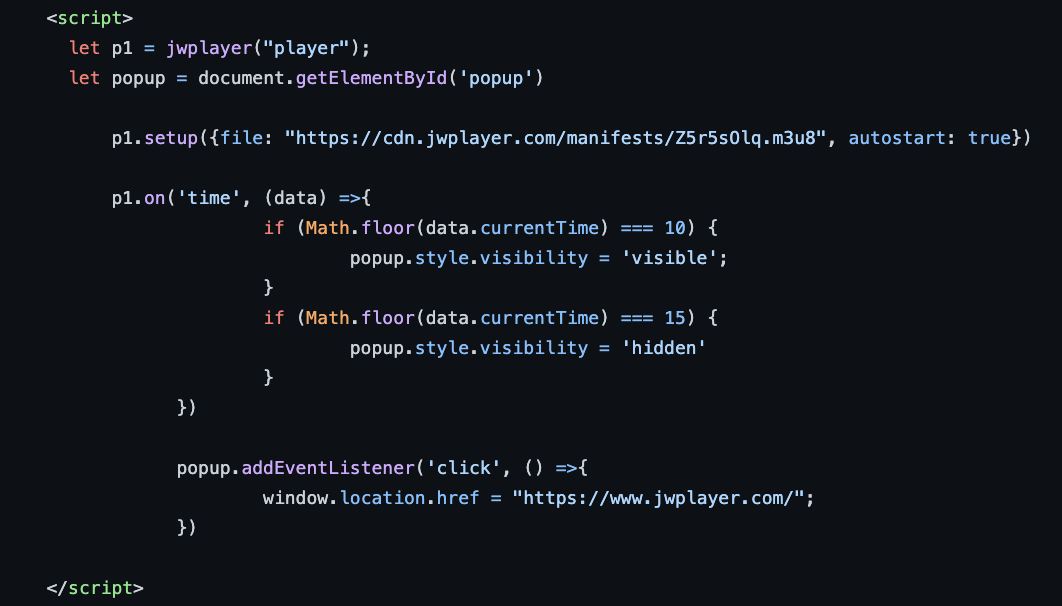 <script>
let p1 = jwplayer("player");
let popup = document.getElementById('popup')
p1.setup({file: "https://cdn.jwplayer.com/manifests/Z5r5sOlq.m3u8", autostart: true})
p1.on('time', (data) =>{
if (Math.floor(data.currentTime) === 10) {
popup.style.visibility = 'visible';
}
if (Math.floor(data.currentTime) === 15) {
popup.style.visibility = 'hidden'
}
})
popup.addEventListener('click', () =>{
window.location.href = "https://www.jwplayer.com/";
})
</script>